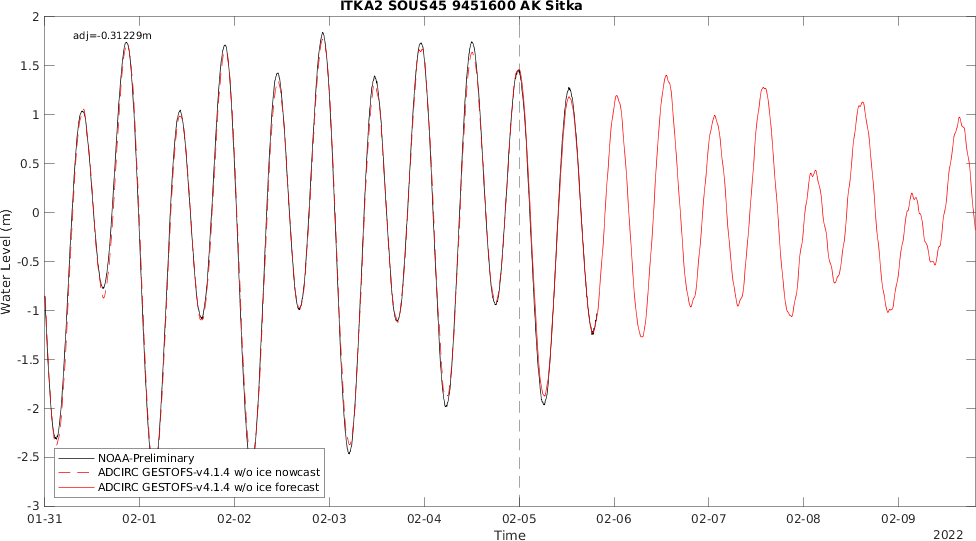 ITKA2 SOUS45 9451600 AK Sitka
adj=-0.31229m
2
1.5
1
0.5
0
-0.5
-1
-1.5
-2
-2.5
-3
Water Level (m)
NOAA-Preliminary
ADCIRC GESTOFS-v4.1.4 w/o ice nowcast
ADCIRC GESTOFS-v4.1.4 w/o ice forecast
01-31 02-01 02-02 02-03 02-04 02-05 02-06 02-07 02-08 02-09
Time
2022